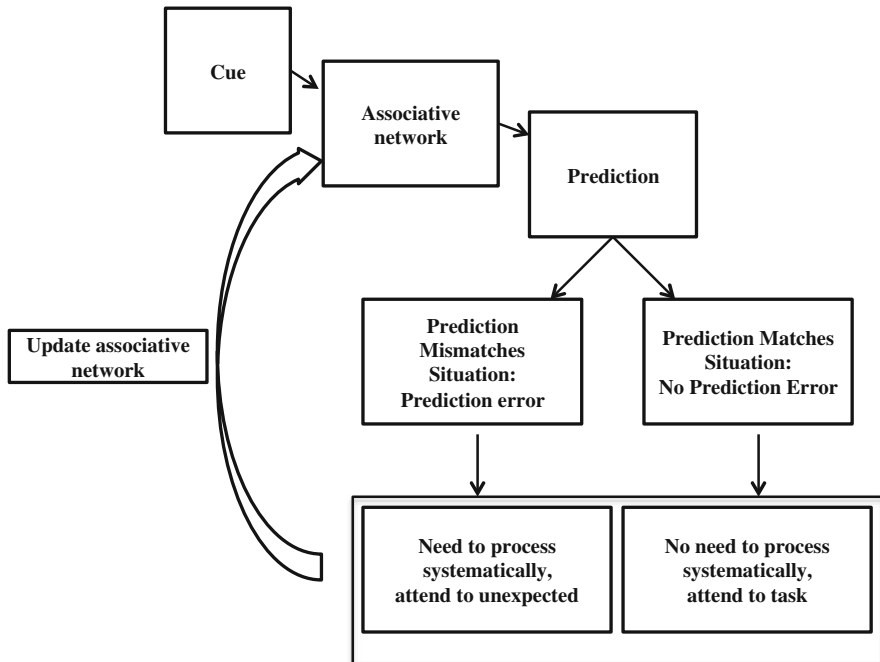 Cue
Associative
network
Prediction
Prediction
Mismatches
Situation:
Prediction error
Prediction Matches
Situation:
No Prediction Error
Update associative
network
Need to process
systematically,
attend to unexpected
No need to process
systematically,
attend to task